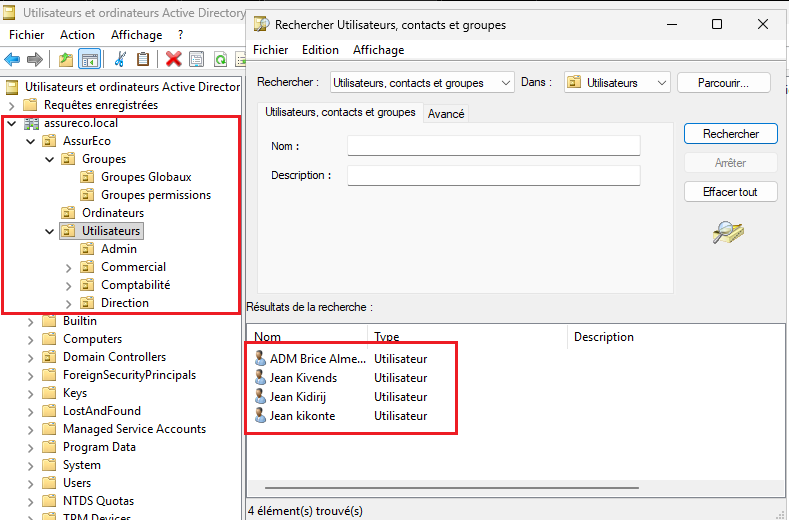 Utilisateurs et ordinateurs Active Directory
Fichier Action Affichage ?
Utilisateurs et ordinateurs Active Director
Requêtes enregistrées
assureco.local
AssurEco
Groupes
Groupes Globaux
Groupes permissions
Ordinateurs
Utilisateurs
Admin
Commercial
Comptabilité
Direction
Builtin
Computers
Domain Controllers
ForeignSecurityPrincipals
Keys
LostAndFound
Managed Service Accounts
Program Data
System
Users
NTDS Quotas
TPM Devices
Rechercher Utilisateurs, contacts et groupes
Fichier Edition Affichage
Rechercher : Utilisateurs, contacts et groupes Dans : Utilisateurs Parcourir...
Utilisateurs, contacts et groupes Avancé
Nom :
Description :
Rechercher
Arrêter
Effacer tout
Résultats de la recherche :
Nom Type Description
ADM Brice Alme... Utilisateur
Jean Kivends Utilisateur
Jean Kidirij Utilisateur
Jean kikonte Utilisateur
4 élément(s) trouvé(s)